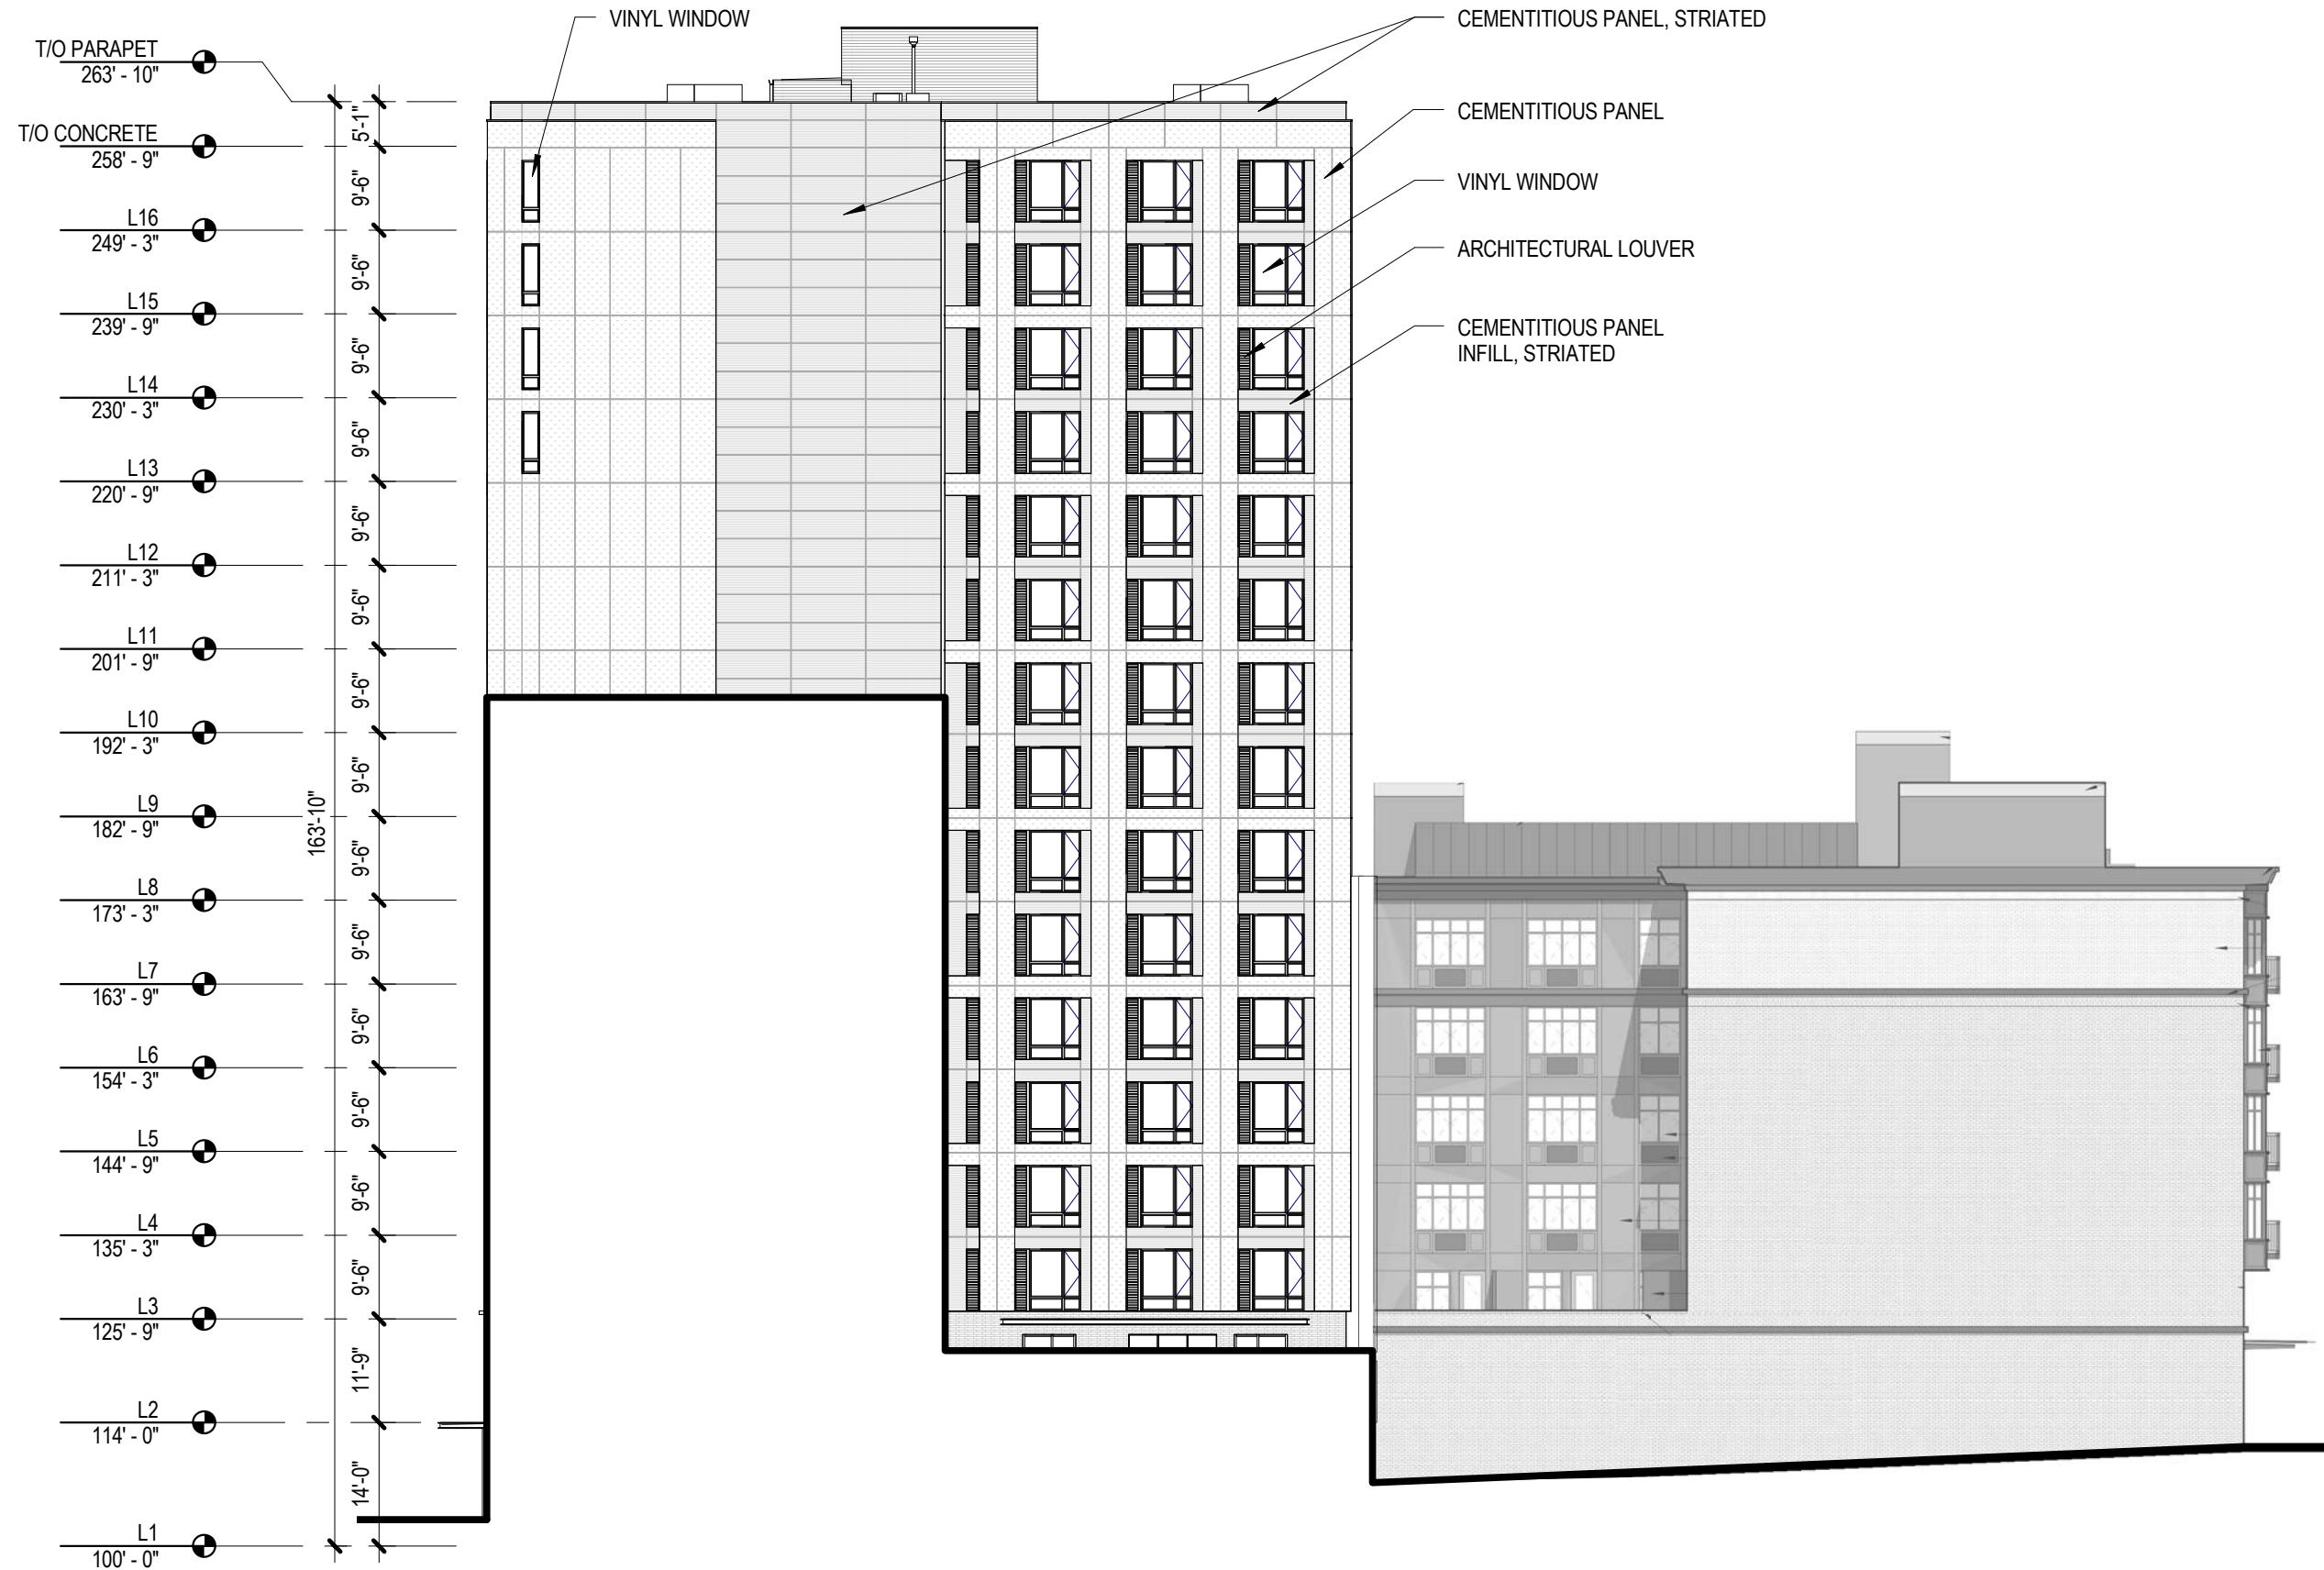 VINYL WINDOW
CEMENTITIOUS PANEL, STRIATED
T/O PARAPET
263' - 10"
CEMENTITIOUS PANEL
5'-1"
T/O CONCRETE
258' - 9"
VINYL WINDOW
9'-6"
L16
249' - 3"
ARCHITECTURAL LOUVER
9'-6"
L15
239' - 9"
CEMENTITIOUS PANEL
INFILL, STRIATED
9'-6"
L14
230' - 3"
9'-6"
L13
220' - 9"
9'-6"
L12
211' - 3"
9'-6"
L11
201' - 9"
9'-6"
L10
192' - 3"
9'-6"
163'-10"
L9
182' - 9"
9'-6"
L8
173' - 3"
9'-6"
L7
163' - 9"
9'-6"
L6
154' - 3"
9'-6"
L5
144' - 9"
9'-6"
L4
135' - 3"
9'-6"
L3
125' - 9"
11'-9"
L2
114' - 0"
14'-0"
L1
100' - 0"